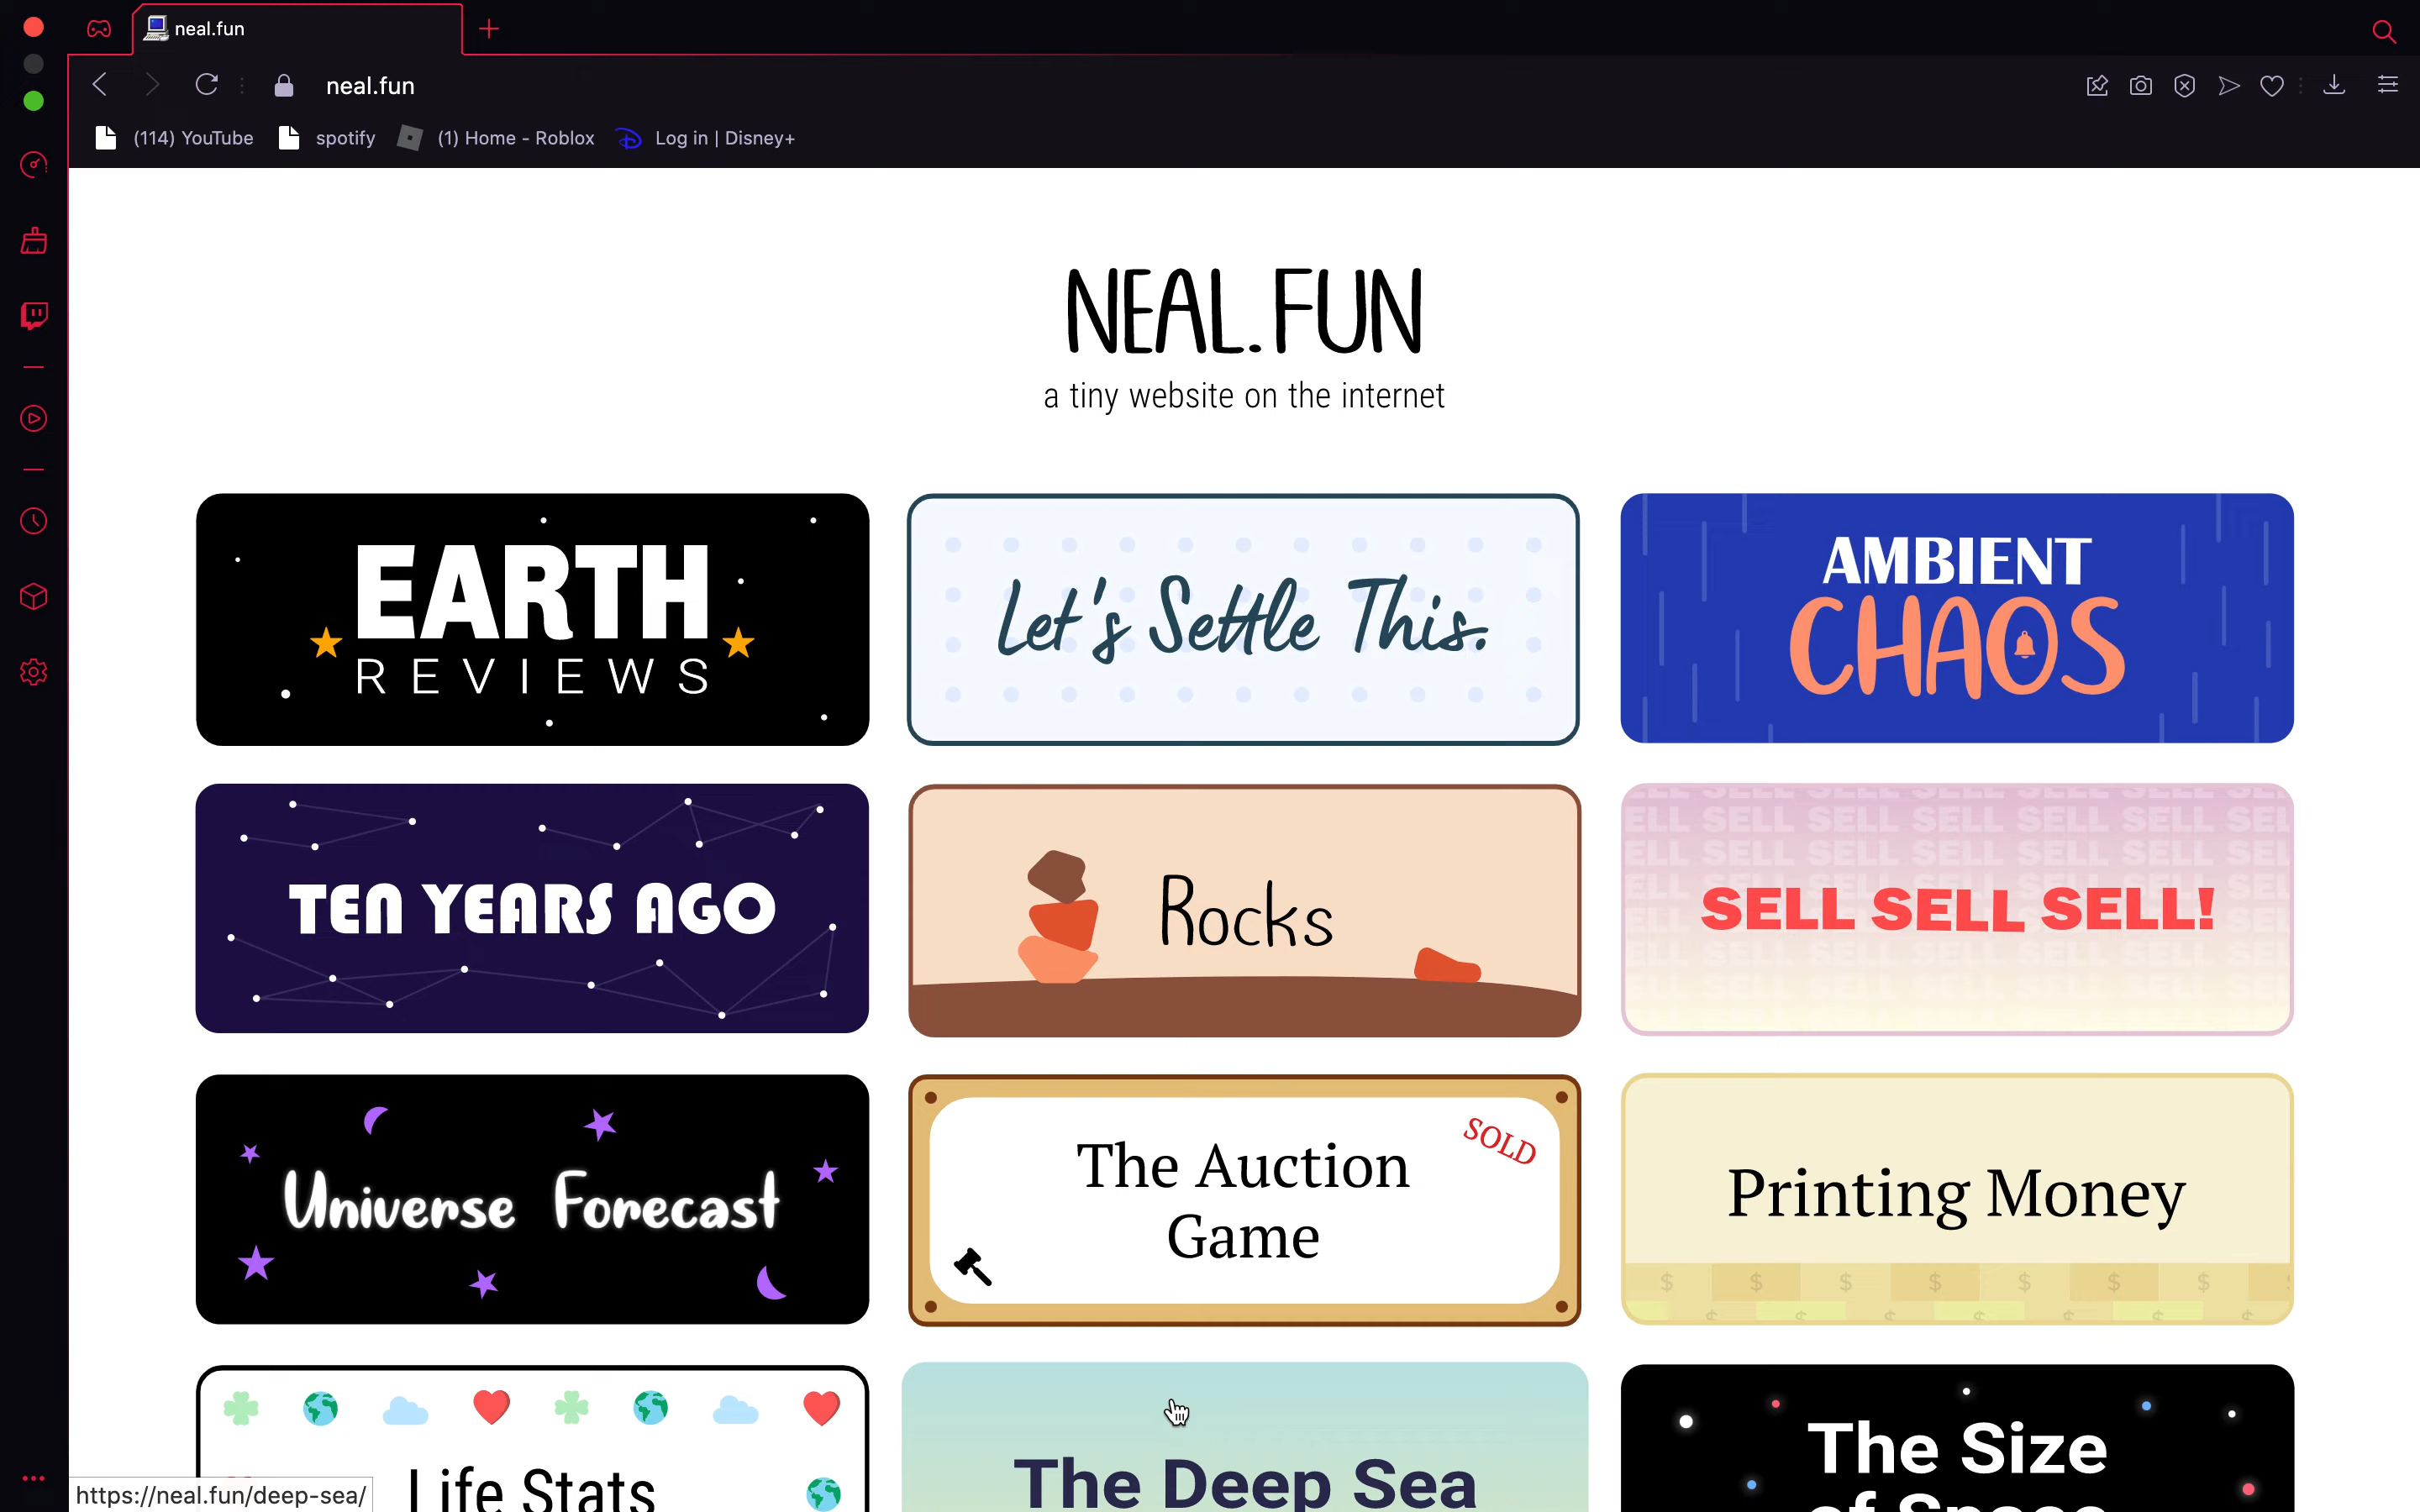 neal.fun
neal.fun
(114) YouTube
spotify
(1) Home - Roblox
Log in | Disney+
NEAL.FUN
a tiny website on the internet
EARTH
REVIEWS
Let's Settle This.
AMBIENT
CHAOS
TEN YEARS AGO
Rocks
SELL SELL SELL!
Universe Forecast
The Auction
Game
SOLD
Printing Money
Life Stats
The Deep Sea
The Size
of Space
https://neal.fun/deep-sea/